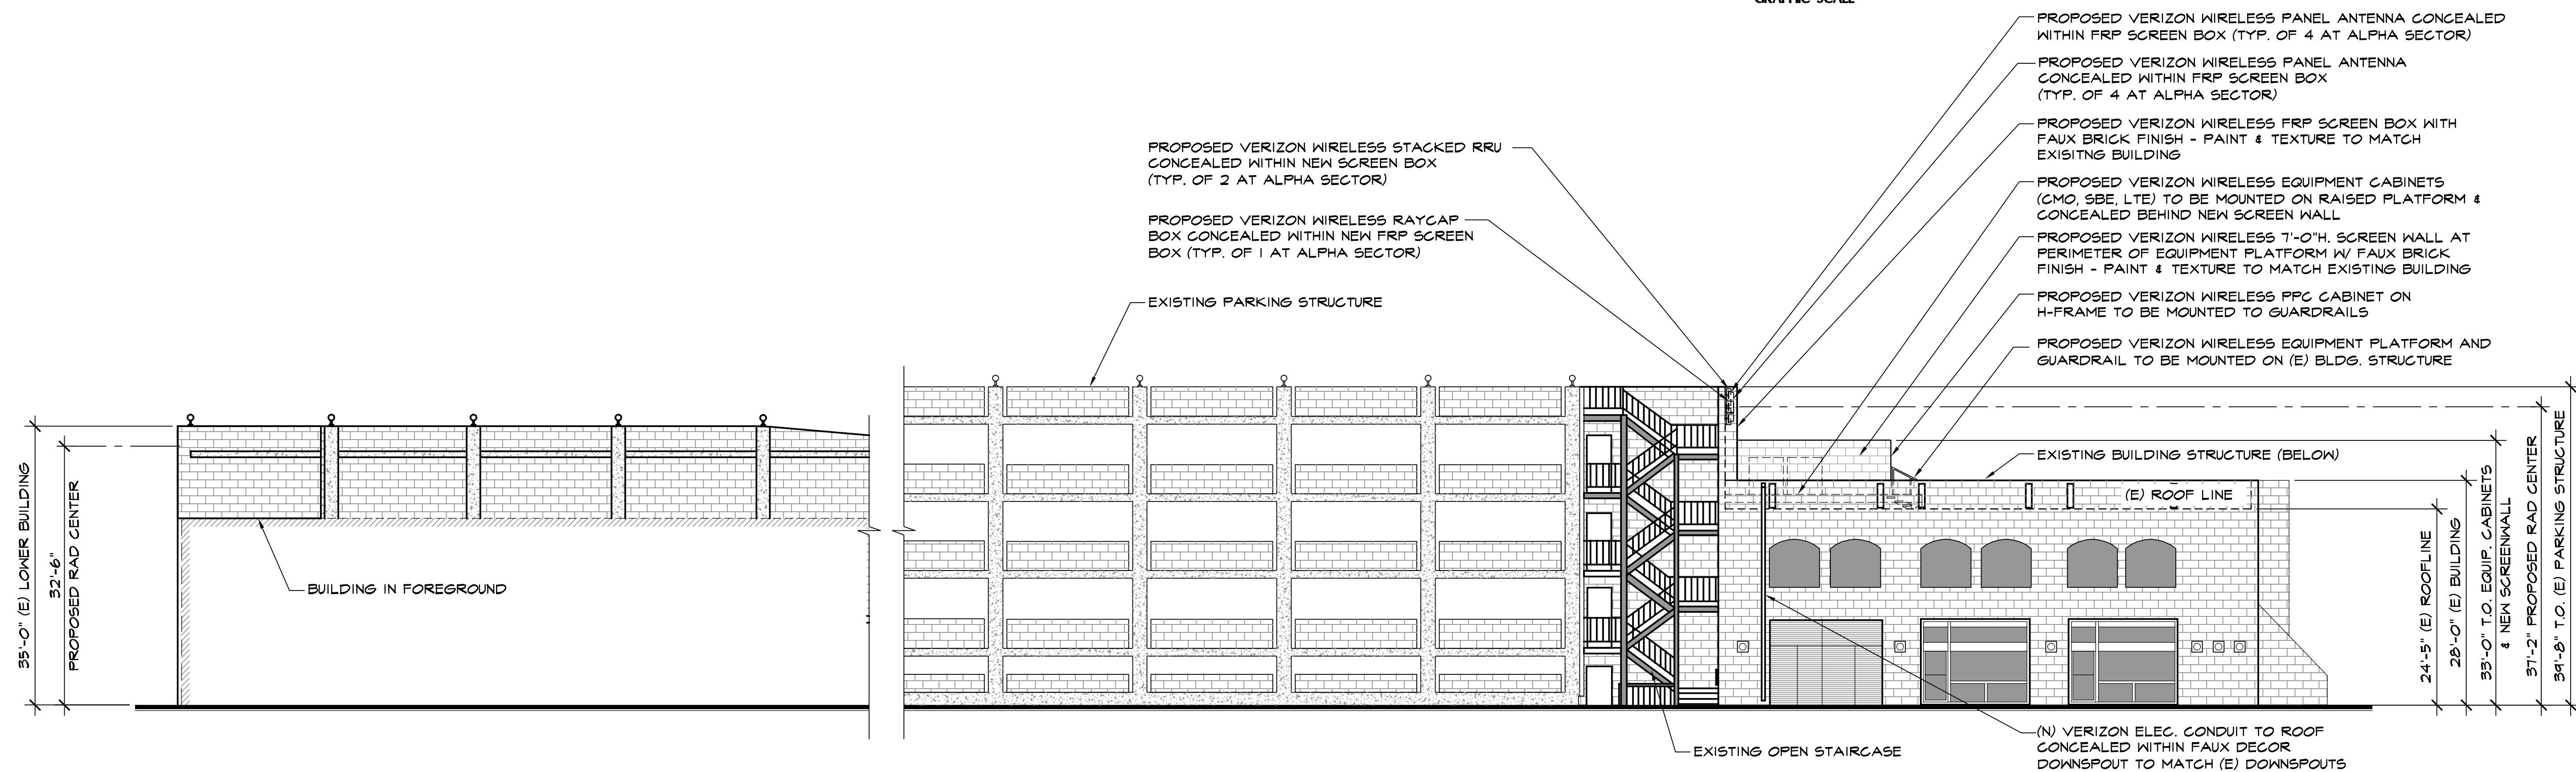 GRAPHIC SCALE
PROPOSED VERIZON WIRELESS PANEL ANTENNA CONCEALED
WITHIN FRP SCREEN BOX (TYP. OF 4 AT ALPHA SECTOR)
PROPOSED VERIZON WIRELESS PANEL ANTENNA
CONCEALED WITHIN FRP SCREEN BOX
(TYP. OF 4 AT ALPHA SECTOR)
PROPOSED VERIZON WIRELESS FRP SCREEN BOX WITH
FAUX BRICK FINISH - PAINT & TEXTURE TO MATCH
EXISITNG BUILDING
PROPOSED VERIZON WIRELESS EQUIPMENT CABINETS
(CMO, SBE, LTE) TO BE MOUNTED ON RAISED PLATFORM &
CONCEALED BEHIND NEW SCREEN WALL
PROPOSED VERIZON WIRELESS 7'-0"H. SCREEN WALL AT
PERIMETER OF EQUIPMENT PLATFORM W/ FAUX BRICK
FINISH - PAINT & TEXTURE TO MATCH EXISTING BUILDING
PROPOSED VERIZON WIRELESS PPC CABINET ON
H-FRAME TO BE MOUNTED TO GUARDRAILS
PROPOSED VERIZON WIRELESS EQUIPMENT PLATFORM AND
GUARDRAIL TO BE MOUNTED ON (E) BLDG. STRUCTURE
PROPOSED VERIZON WIRELESS STACKED RRU
CONCEALED WITHIN NEW SCREEN BOX
(TYP. OF 2 AT ALPHA SECTOR)
PROPOSED VERIZON WIRELESS RAYCAP
BOX CONCEALED WITHIN NEW FRP SCREEN
BOX (TYP. OF 1 AT ALPHA SECTOR)
EXISTING PARKING STRUCTURE
EXISTING BUILDING STRUCTURE (BELOW)
(E) ROOF LINE
BUILDING IN FOREGROUND
35'-0" (E) LOWER BUILDING
32'-6"
PROPOSED RAD CENTER
24'-5" (E) ROOFLINE
28'-0" (E) BUILDING
33'-0" T.O. EQUIP. CABINETS
& NEW SCREENWALL
37'-2" PROPOSED RAD CENTER
39'-8" T.O. (E) PARKING STRUCTURE
EXISTING OPEN STAIRCASE
(N) VERIZON ELEC. CONDUIT TO ROOF
CONCEALED WITHIN FAUX DECOR
DOWNSPOUT TO MATCH (E) DOWNSPOUTS